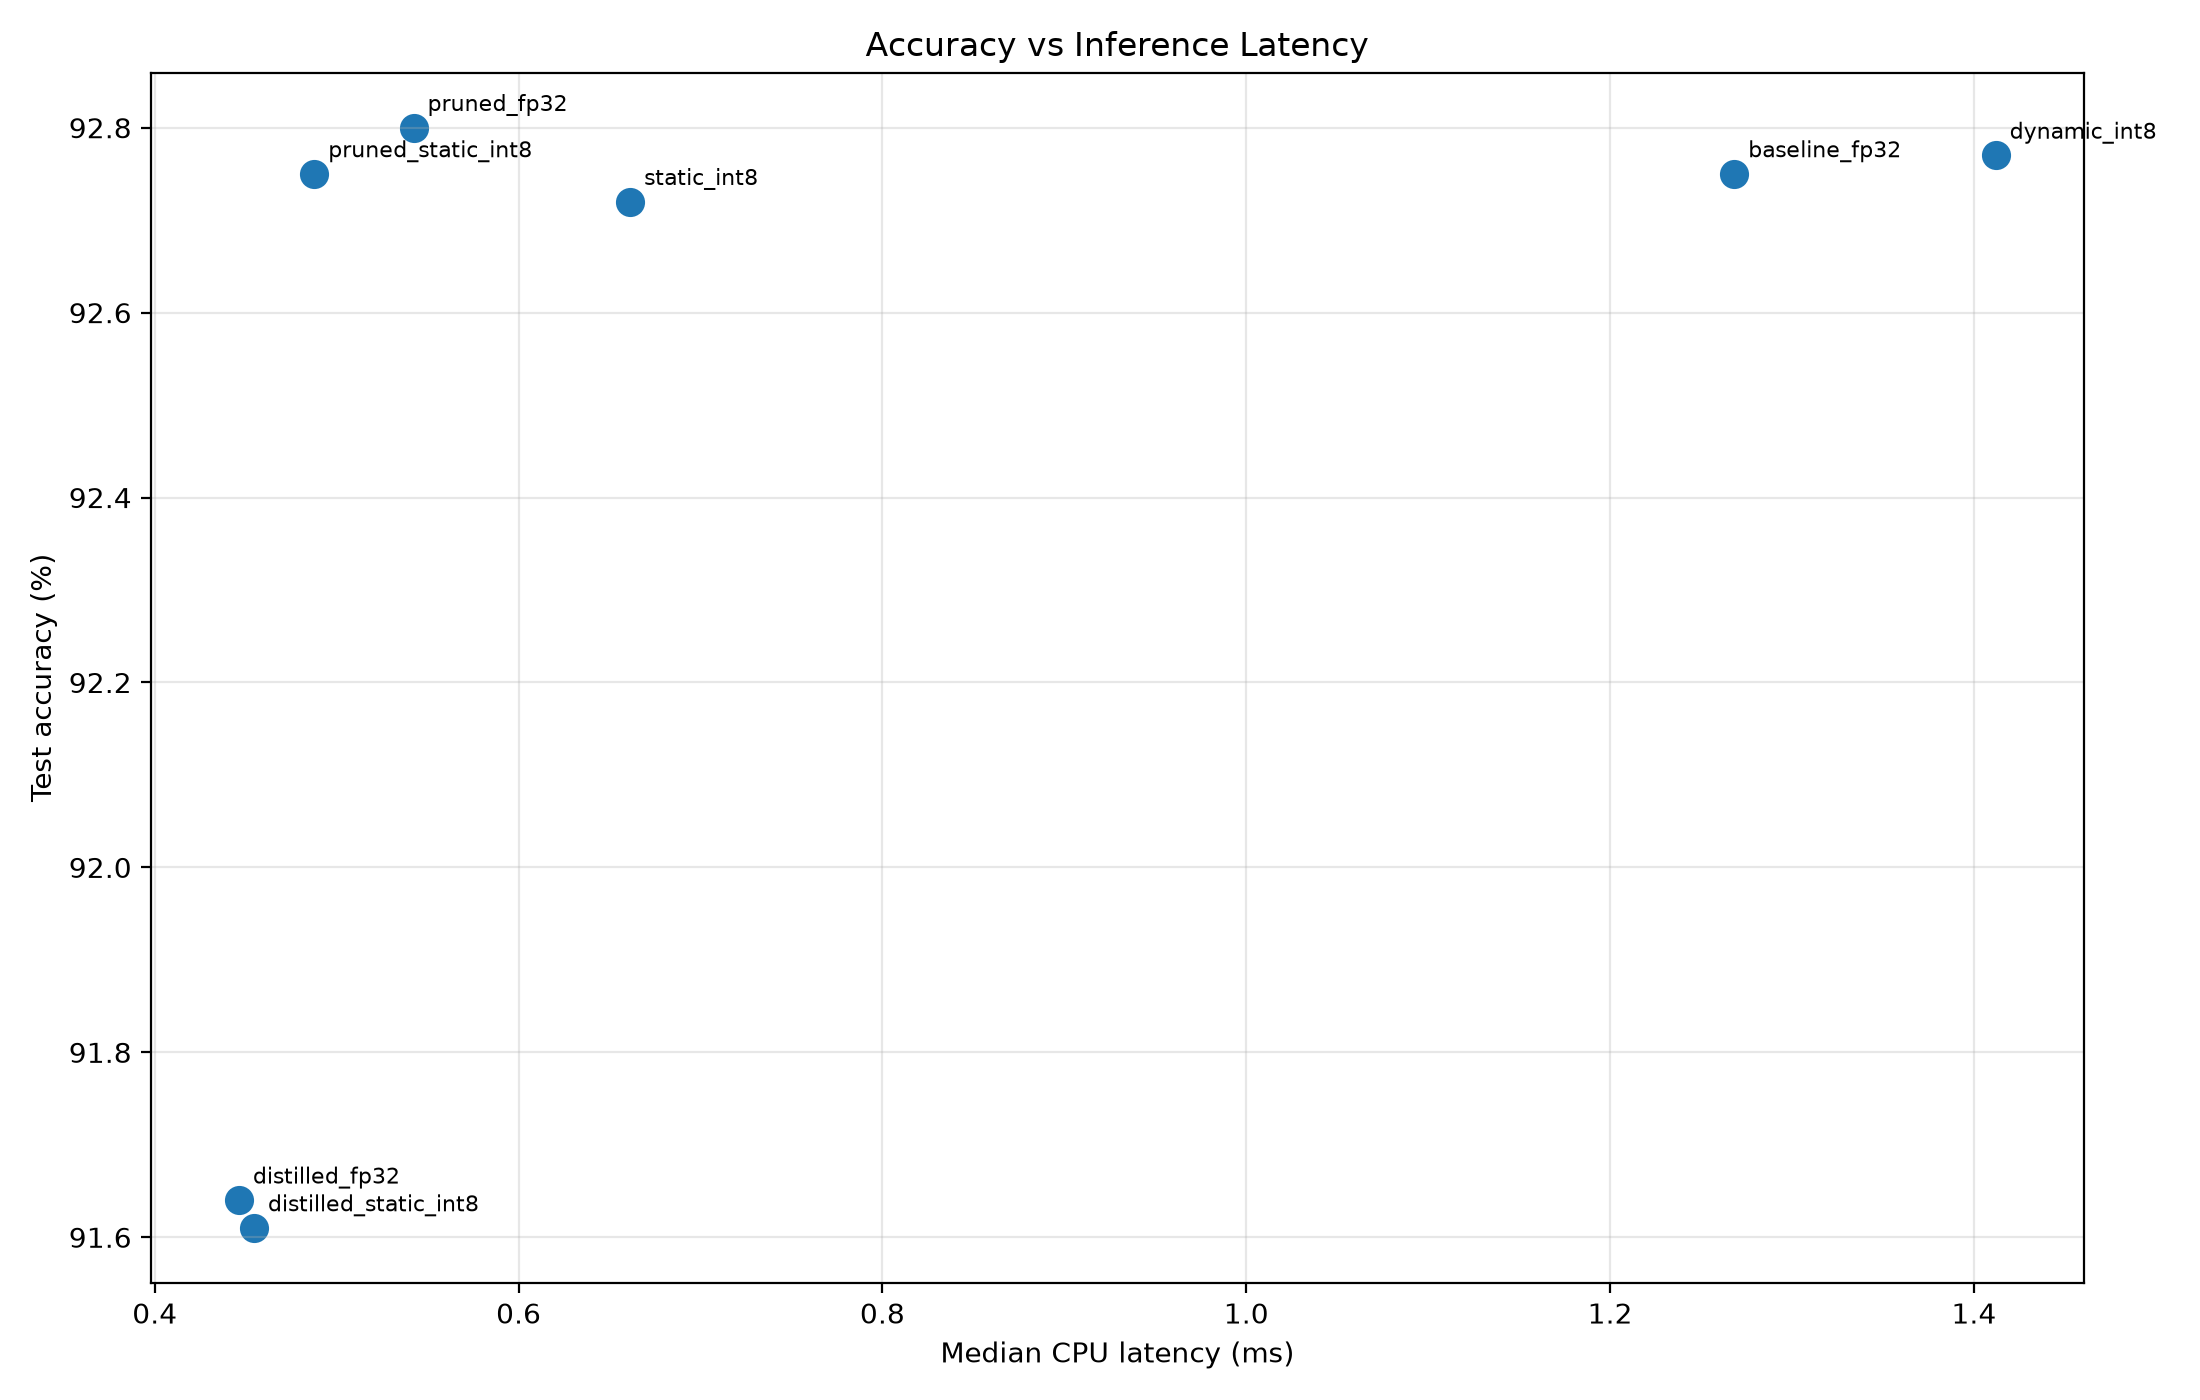 Accuracy vs Inference Latency
pruned_fp32
dynamic_int8
92.8
pruned_static_int8
baseline_fp32
static_int8
92.6
92.4
92.2
Test accuracy (%)
92.0
91.8
distilled_fp32
distilled_static_int8
91.6
0.4 0.6 0.8 1.0 1.2 1.4
Median CPU latency (ms)